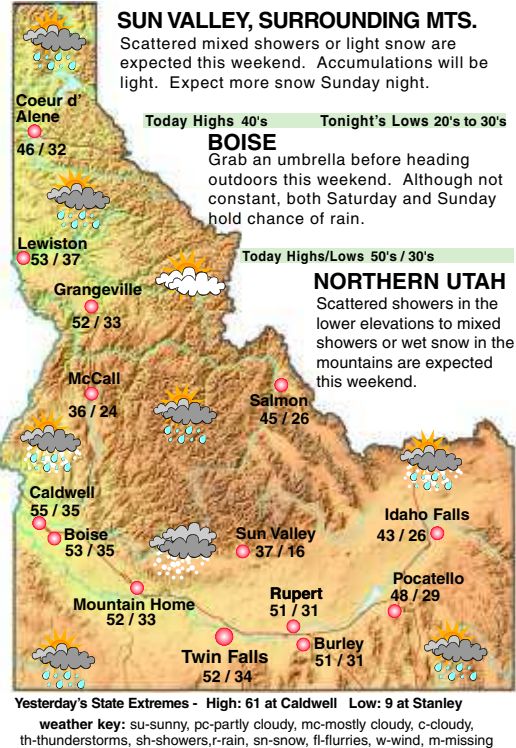 SUN VALLEY, SURROUNDING MTS.
Scattered mixed showers or light snow are
expected this weekend. Accumulations will be
light. Expect more snow Sunday night.
Today Highs 40's Tonight's Lows 20's to 30's
BOISE
Grab an umbrella before heading
outdoors this weekend. Although not
constant, both Saturday and Sunday
hold chance of rain.
Today Highs/Lows 50's / 30's
NORTHERN UTAH
Scattered showers in the
lower elevations to mixed
showers or wet snow in the
mountains are expected
this weekend.
Coeur d'
Alene
46 / 32
Lewiston
53 / 37
Grangeville
52 / 33
McCall
36 / 24
Salmon
45 / 26
Caldwell
55 / 35
Boise
53 / 35
Sun Valley
37 / 16
Idaho Falls
43 / 26
Mountain Home
52 / 33
Rupert
51 / 31
Pocatello
48 / 29
Twin Falls
52 / 34
Burley
51 / 31
Yesterday's State Extremes - High: 61 at Caldwell Low: 9 at Stanley
weather key: su-sunny, pc-partly cloudy, mc-mostly cloudy, c-cloudy,
th-thunderstorms, sh-showers,r-rain, sn-snow, fl-flurries, w-wind, m-missing